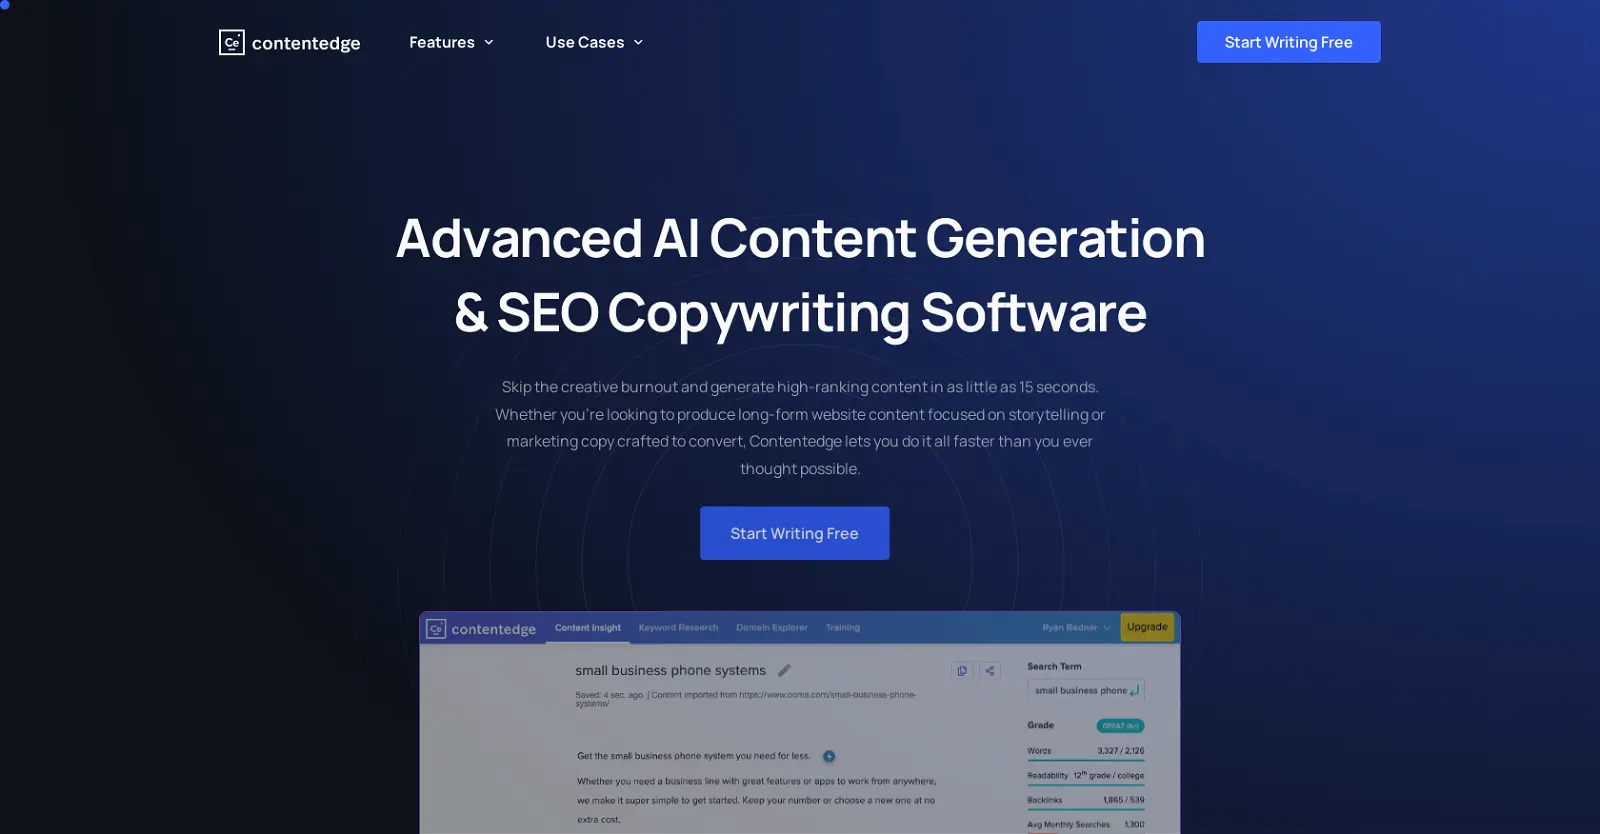 Ce contentedge
Features
Use Cases
Start Writing Free
Advanced AI Content Generation
& SEO Copywriting Software
Skip the creative burnout and generate high-ranking content in as little as 15 seconds.
Whether you're looking to produce long-form website content focused on storytelling or
marketing copy crafted to convert, Contentedge lets you do it all faster than you ever
thought possible.
Start Writing Free
Ce contentedge
Content Insight
Keyword Research
Domain Explorer
Training
Ryan Bednar
Upgrade
small business phone systems
Saved: 4 sec. ago | Content imported from https://www.ooma.com/small-business-phone-
systems/
Get the small business phone system you need for less.
Whether you need a business line with great features or apps to work from anywhere,
we make it super simple to get started. Keep your number or choose a new one at no
extra cost.
Search Term
small business phone
Grade GREAT (A+)
Words 3,327 / 2,126
Readability 12th grade / college
Backlinks 1,865 / 539
Avg Monthly Searches 1,300